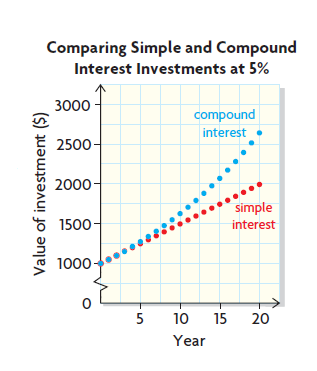 Comparing Simple and Compound
Interest Investments at 5%
Value of investment ($)
3000
2500
2000
1500
1000
0
compound
interest
simple
interest
5 10 15 20
Year